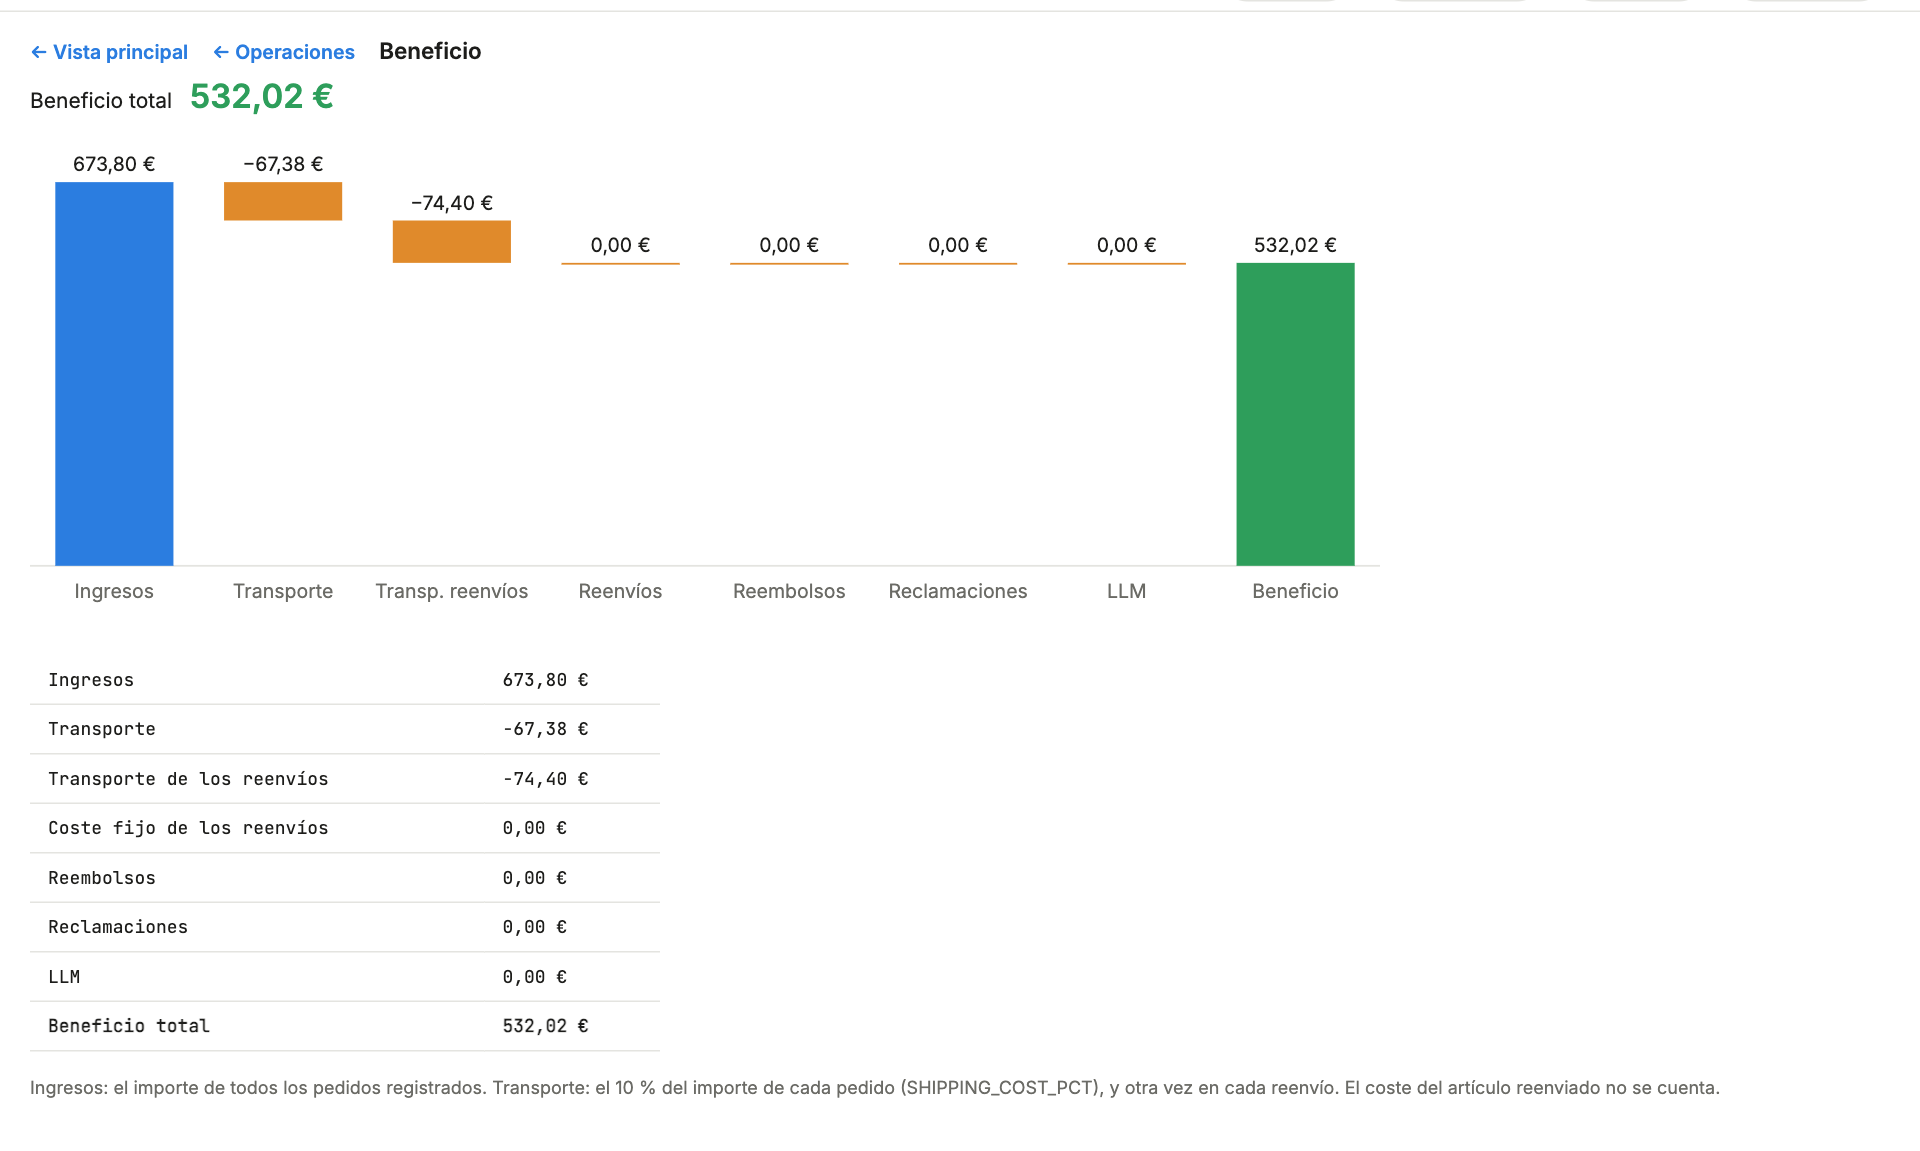 ← Vista principal ← Operaciones Beneficio
Beneficio total 532,02 €
673,80 € −67,38 €
−74,40 €
0,00 € 0,00 € 0,00 € 0,00 € 532,02 €
Ingresos Transporte Transp. reenvíos Reenvíos Reembolsos Reclamaciones LLM Beneficio
Ingresos 673,80 €
Transporte -67,38 €
Transporte de los reenvíos -74,40 €
Coste fijo de los reenvíos 0,00 €
Reembolsos 0,00 €
Reclamaciones 0,00 €
LLM 0,00 €
Beneficio total 532,02 €
Ingresos: el importe de todos los pedidos registrados. Transporte: el 10 % del importe de cada pedido (SHIPPING_COST_PCT), y otra vez en cada reenvío. El coste del artículo reenviado no se cuenta.